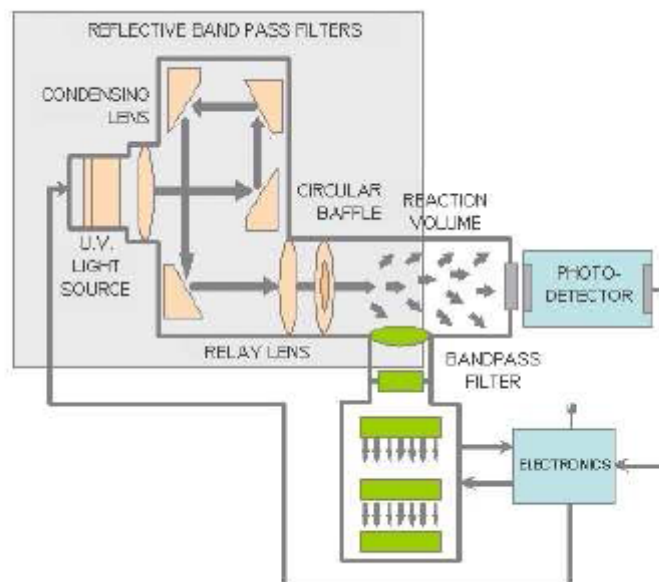 REFLECTIVE BAND PASS FILTERS
CONDENSING
LENS
CIRCULAR
BAFFLE
REACTION
VOLUME
U.V.
LIGHT
SOURCE
PHOTO-
DETECTOR
RELAY LENS
BANDPASS
FILTER
ELECTRONICS